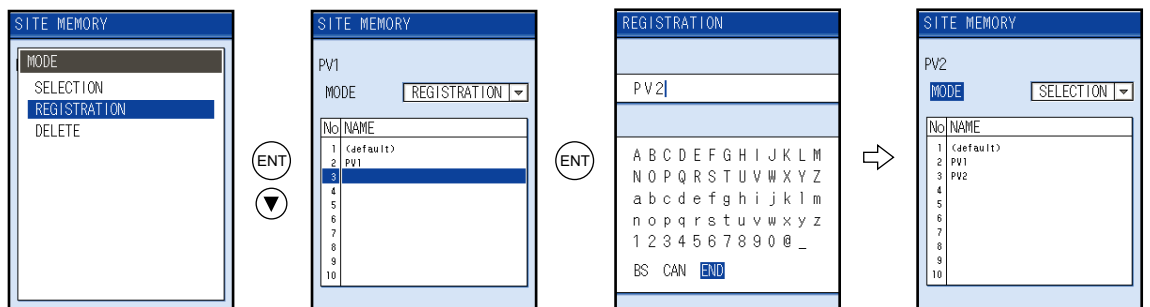 SITE MEMORY
MODE
SELECTION
REGISTRATION
DELETE
ENT
▼
SITE MEMORY
PV1
MODE REGISTRATION
No NAME
1 (default)
2 PV1
3
4
5
6
7
8
9
10
ENT
REGISTRATION
PV2
A B C D E F G H I J K L M
N O P Q R S T U V W X Y Z
a b c d e f g h i j k l m
n o p q r s t u v w x y z
1 2 3 4 5 6 7 8 9 0 @ _
BS CAN END
SITE MEMORY
PV2
MODE SELECTION
No NAME
1 (default)
2 PV1
3 PV2
4
5
6
7
8
9
10